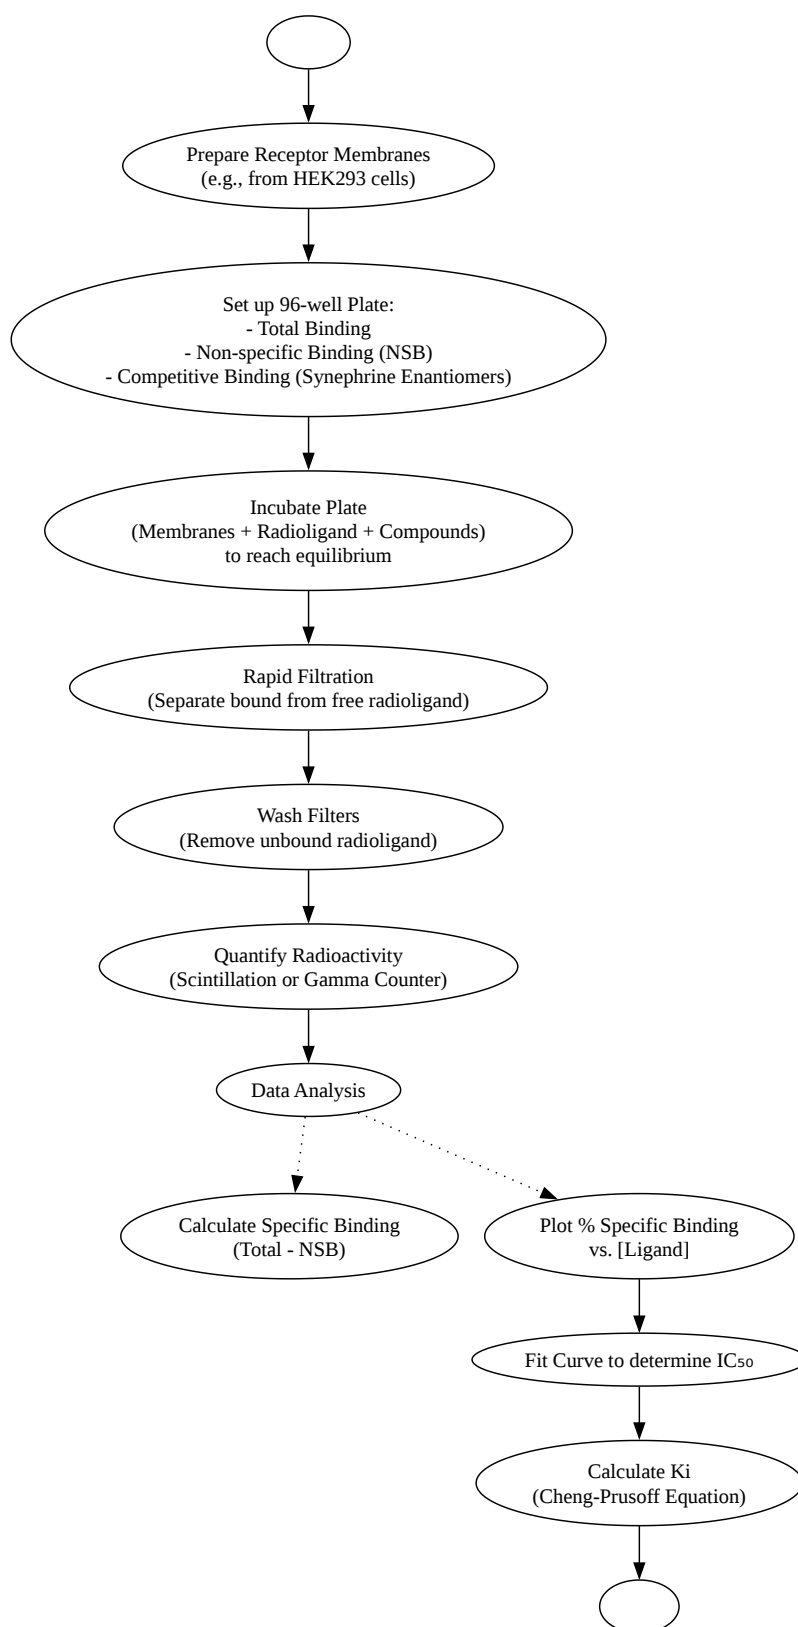 Prepare Receptor Membranes
(e.g., from HEK293 cells)
Set up 96-well Plate:
- Total Binding
- Non-specific Binding (NSB)
- Competitive Binding (Synephrine Enantiomers)
Incubate Plate
(Membranes + Radioligand + Compounds)
to reach equilibrium
Rapid Filtration
(Separate bound from free radioligand)
Wash Filters
(Remove unbound radioligand)
Quantify Radioactivity
(Scintillation or Gamma Counter)
Data Analysis
Calculate Specific Binding
(Total - NSB)
Plot % Specific Binding
vs. [Ligand]
Fit Curve to determine IC₅₀
Calculate Ki
(Cheng-Prusoff Equation)